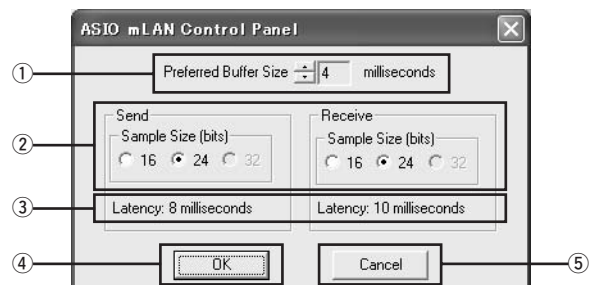 ASIO mLAN Control Panel
① Preferred Buffer Size 4 milliseconds
Send Receive
② Sample Size (bits) Sample Size (bits)
16 24 32 16 24 32
③ Latency: 8 milliseconds Latency: 10 milliseconds
④ OK Cancel ⑤